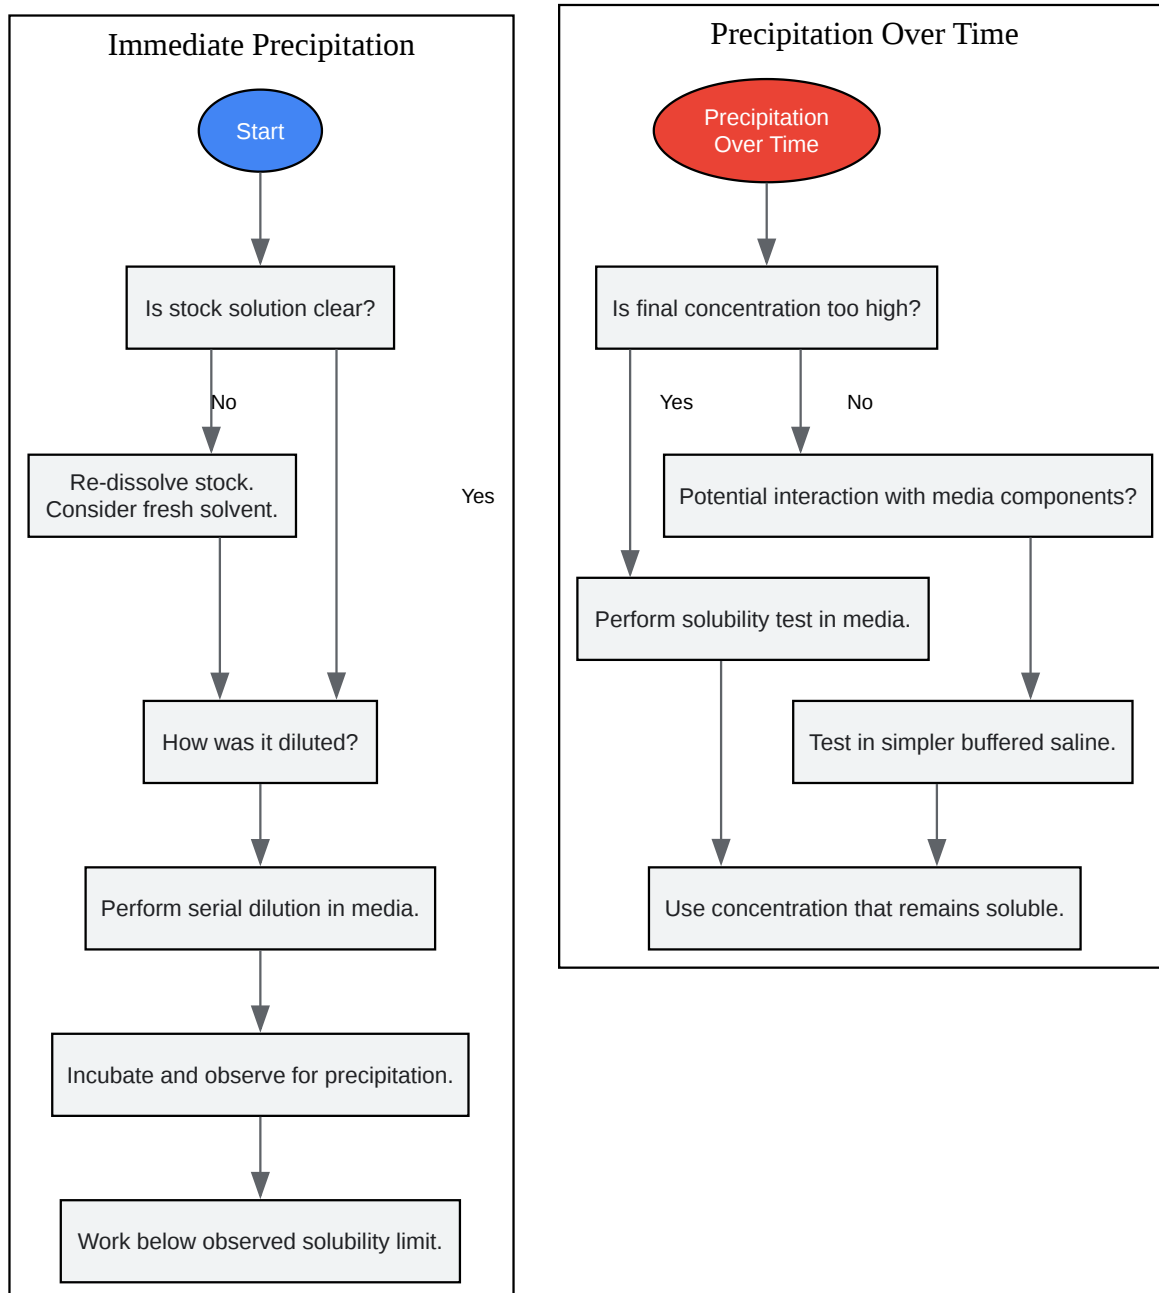 Immediate Precipitation
Start
Is stock solution clear?
No
Re-dissolve stock.
Consider fresh solvent.
Yes
How was it diluted?
Perform serial dilution in media.
Incubate and observe for precipitation.
Work below observed solubility limit.
Precipitation Over Time
Precipitation
Over Time
Is final concentration too high?
Yes
No
Potential interaction with media components?
Perform solubility test in media.
Test in simpler buffered saline.
Use concentration that remains soluble.